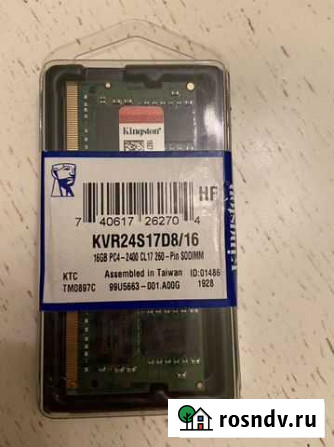 Kingston
HF
7 40617 26270 4
KVR24S17D8/16
16GB PC4-2400 CL17 260-Pin SODIMM
KTC Assembled in Taiwan ID:01486
TM0897C 99U5663-001.A00G 1928
Kingston
rosndv.ru